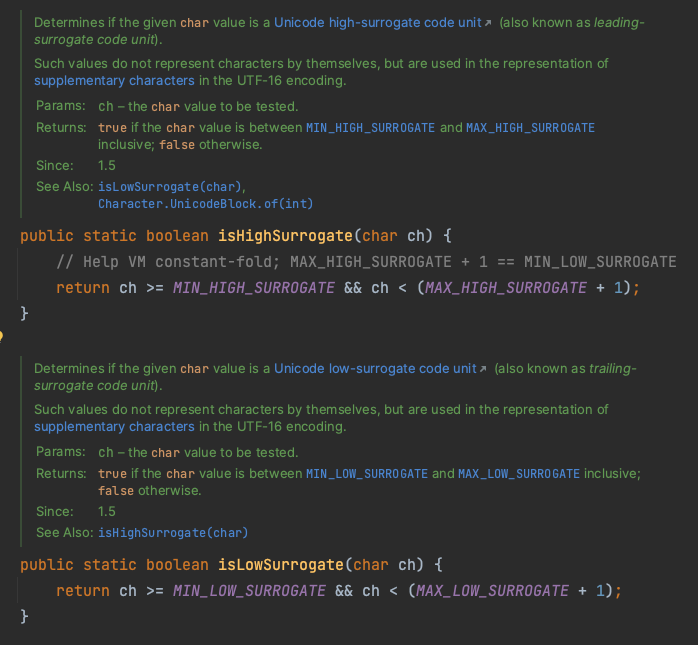 Determines if the given char value is a Unicode high-surrogate code unit↗ (also known as leading-
surrogate code unit).
Such values do not represent characters by themselves, but are used in the representation of
supplementary characters in the UTF-16 encoding.
Params: ch – the char value to be tested.
Returns: true if the char value is between MIN_HIGH_SURROGATE and MAX_HIGH_SURROGATE
inclusive; false otherwise.
Since: 1.5
See Also: isLowSurrogate(char),
Character.UnicodeBlock.of(int)
public static boolean isHighSurrogate(char ch) {
    // Help VM constant-fold; MAX_HIGH_SURROGATE + 1 == MIN_LOW_SURROGATE
    return ch >= MIN_HIGH_SURROGATE && ch < (MAX_HIGH_SURROGATE + 1);
}
Determines if the given char value is a Unicode low-surrogate code unit↗ (also known as trailing-
surrogate code unit).
Such values do not represent characters by themselves, but are used in the representation of
supplementary characters in the UTF-16 encoding.
Params: ch – the char value to be tested.
Returns: true if the char value is between MIN_LOW_SURROGATE and MAX_LOW_SURROGATE inclusive;
false otherwise.
Since: 1.5
See Also: isHighSurrogate(char)
public static boolean isLowSurrogate(char ch) {
    return ch >= MIN_LOW_SURROGATE && ch < (MAX_LOW_SURROGATE + 1);
}